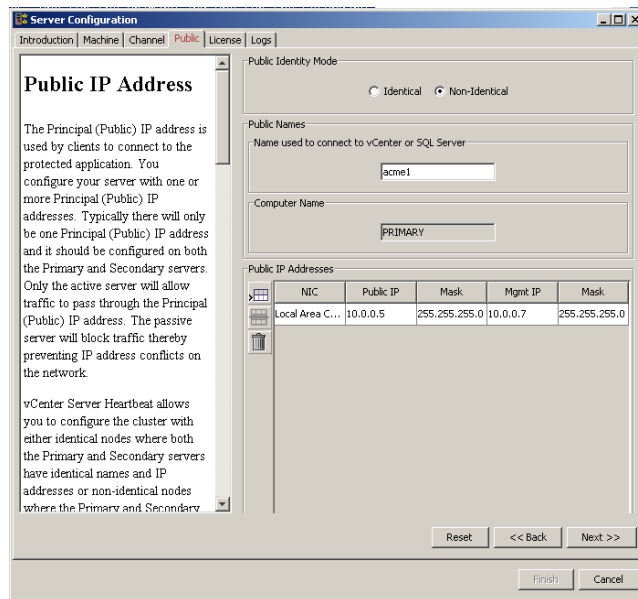 Server Configuration
Introduction Machine Channel Public License Logs
Public IP Address
The Principal (Public) IP address is
used by clients to connect to the
protected application. You
configure your server with one or
more Principal (Public) IP
addresses. Typically there will only
be one Principal (Public) IP address
and it should be configured on both
the Primary and Secondary servers.
Only the active server will allow
traffic to pass through the Principal
(Public) IP address. The passive
server will block traffic thereby
preventing IP address conflicts on
the network.
vCenter Server Heartbeat allows
you to configure the cluster with
either identical nodes where both
the Primary and Secondary servers
have identical names and IP
addresses or non-identical nodes
where the Primary and Secondary
Public Identity Mode
Identical Non-Identical
Public Names
Name used to connect to vCenter or SQL Server
acme1
Computer Name
PRIMARY
Public IP Addresses
NIC Public IP Mask Mgmt IP Mask
Local Area C... 10.0.0.5 255.255.255.0 10.0.0.7 255.255.255.0
Reset << Back Next >>
Finish Cancel